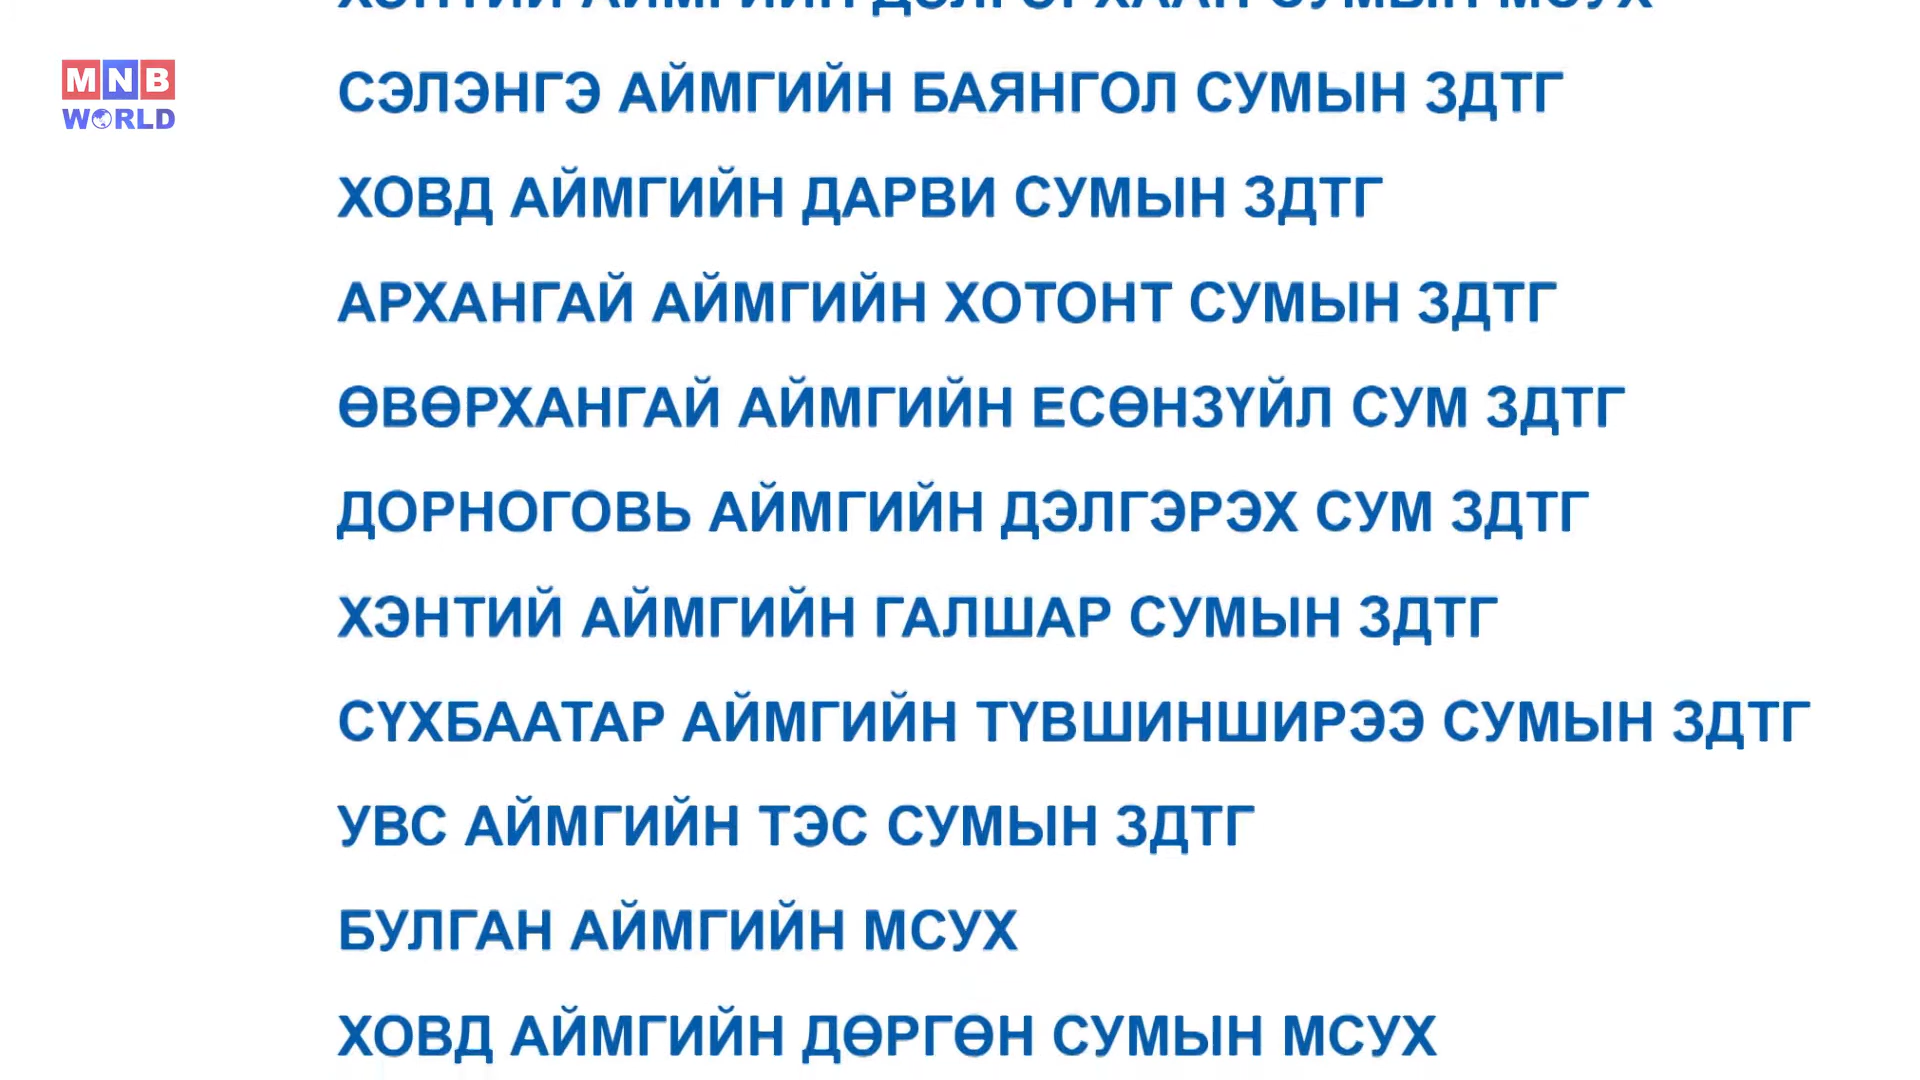 MNB
WORLD
СЭЛЭНГЭ АЙМГИЙН БАЯНГОЛ СУМЫН ЗДТГ
ХОВД АЙМГИЙН ДАРВИ СУМЫН ЗДТГ
АРХАНГАЙ АЙМГИЙН ХОТОНТ СУМЫН ЗДТГ
ӨВӨРХАНГАЙ АЙМГИЙН ЕСӨНЗҮЙЛ СУМ ЗДТГ
ДОРНОГОВЬ АЙМГИЙН ДЭЛГЭРЭХ СУМ ЗДТГ
ХЭНТИЙ АЙМГИЙН ГАЛШАР СУМЫН ЗДТГ
СҮХБААТАР АЙМГИЙН ТҮВШИНШИРЭЭ СУМЫН ЗДТГ
УВС АЙМГИЙН ТЭС СУМЫН ЗДТГ
БУЛГАН АЙМГИЙН МСУХ
ХОВД АЙМГИЙН ДӨРГӨН СУМЫН МСУХ